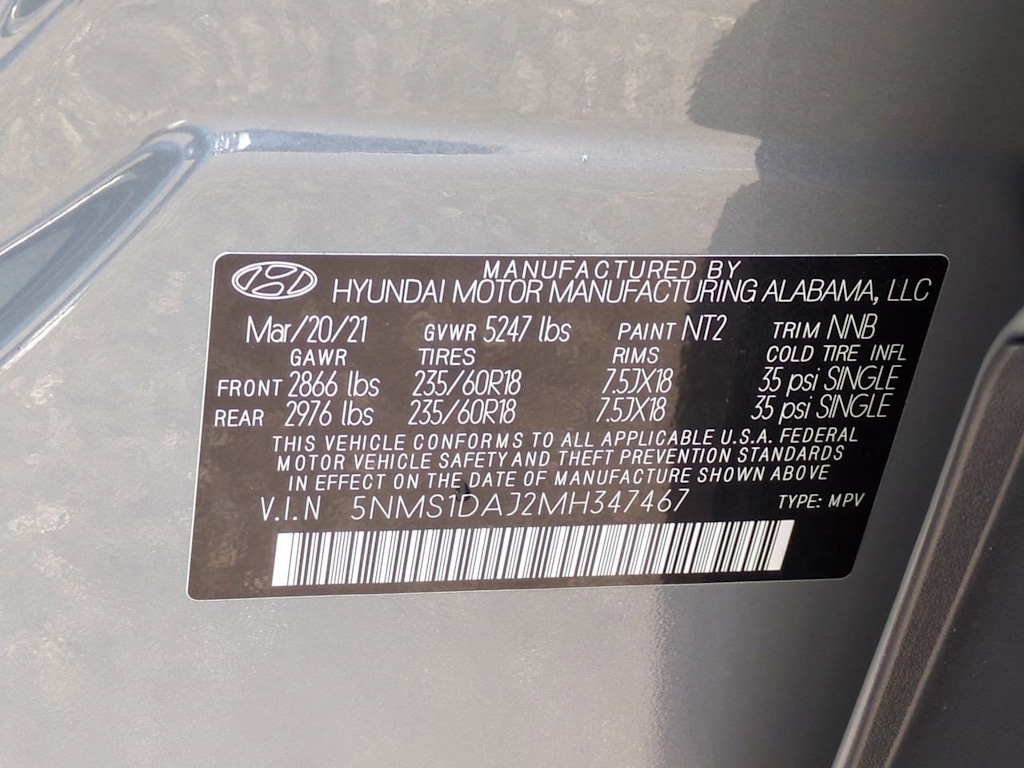 MANUFACTURED BY
HYUNDAI MOTOR MANUFACTURING ALABAMA, LLC
Mar/20/21 GVWR 5247 lbs PAINT NT2 TRIM NNB
GAWR TIRES RIMS COLD TIRE INFL
FRONT 2866 lbs 235/60R18 7.5JX18 35 psi SINGLE
REAR 2976 lbs 235/60R18 7.5JX18 35 psi SINGLE
THIS VEHICLE CONFORMS TO ALL APPLICABLE U.S.A. FEDERAL
MOTOR VEHICLE SAFETY AND THEFT PREVENTION STANDARDS
IN EFFECT ON THE DATE OF MANUFACTURE SHOWN ABOVE
V.I.N 5NMS1DAJ2MH347467 TYPE: MPV